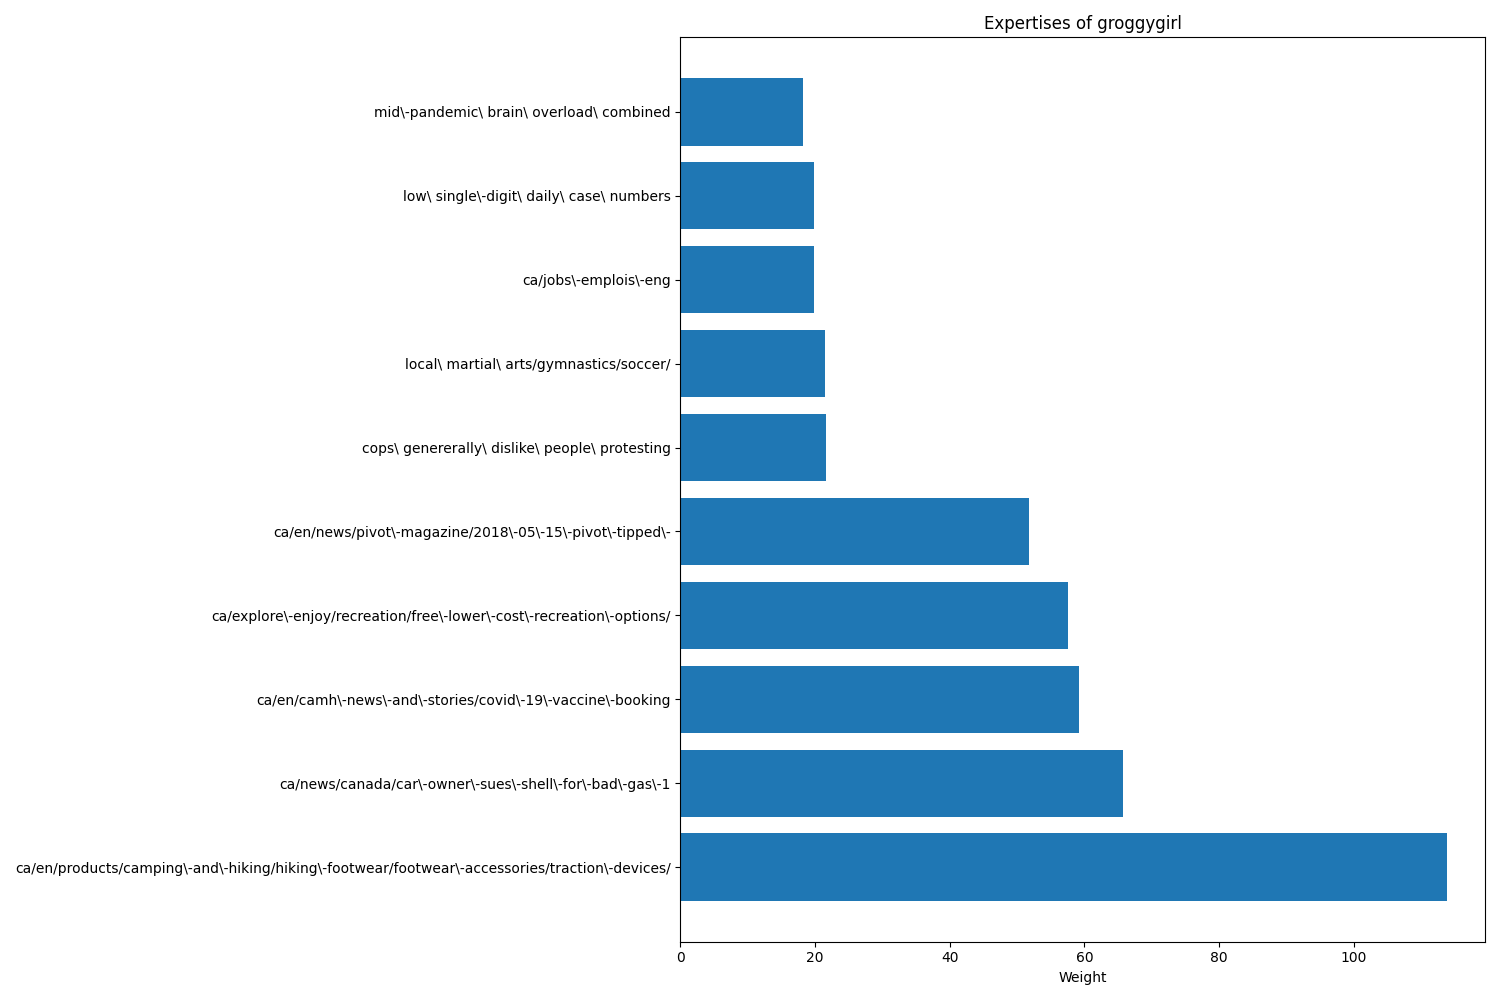 Expertises of groggygirl
mid\-pandemic\ brain\ overload\ combined
low\ single\-digit\ daily\ case\ numbers
ca/jobs\-emplois\-eng
local\ martial\ arts/gymnastics/soccer/
cops\ genererally\ dislike\ people\ protesting
ca/en/news/pivot\-magazine/2018\-05\-15\-pivot\-tipped\-
ca/explore\-enjoy/recreation/free\-lower\-cost\-recreation\-options/
ca/en/camh\-news\-and\-stories/covid\-19\-vaccine\-booking
ca/news/canada/car\-owner\-sues\-shell\-for\-bad\-gas\-1
ca/en/products/camping\-and\-hiking/hiking\-footwear/footwear\-accessories/traction\-devices/
0 20 40 60 80 100
Weight